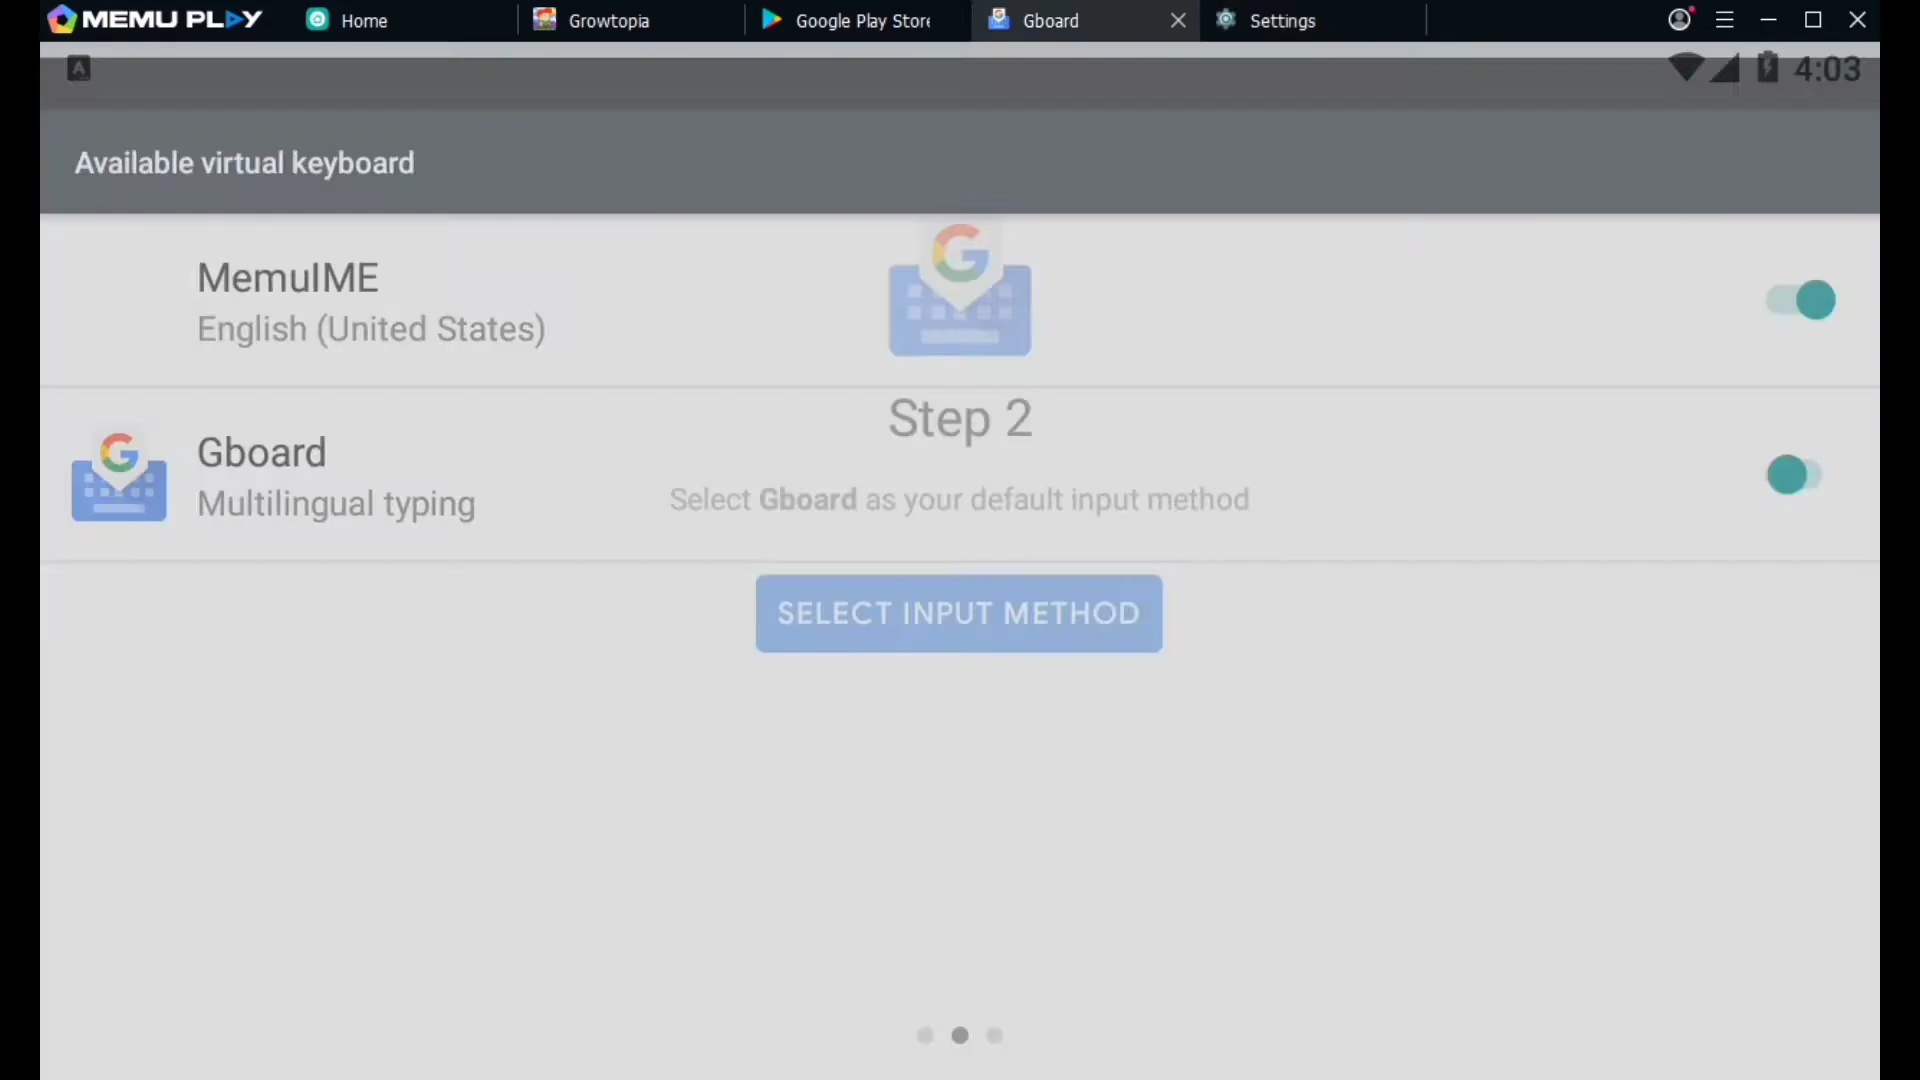 MEMU PLAY
Home
Growtopia
Google Play Store
Gboard
Settings
A
4:03
Available virtual keyboard
MemuIME
English (United States)
Step 2
Gboard
Multilingual typing
Select Gboard as your default input method
SELECT INPUT METHOD